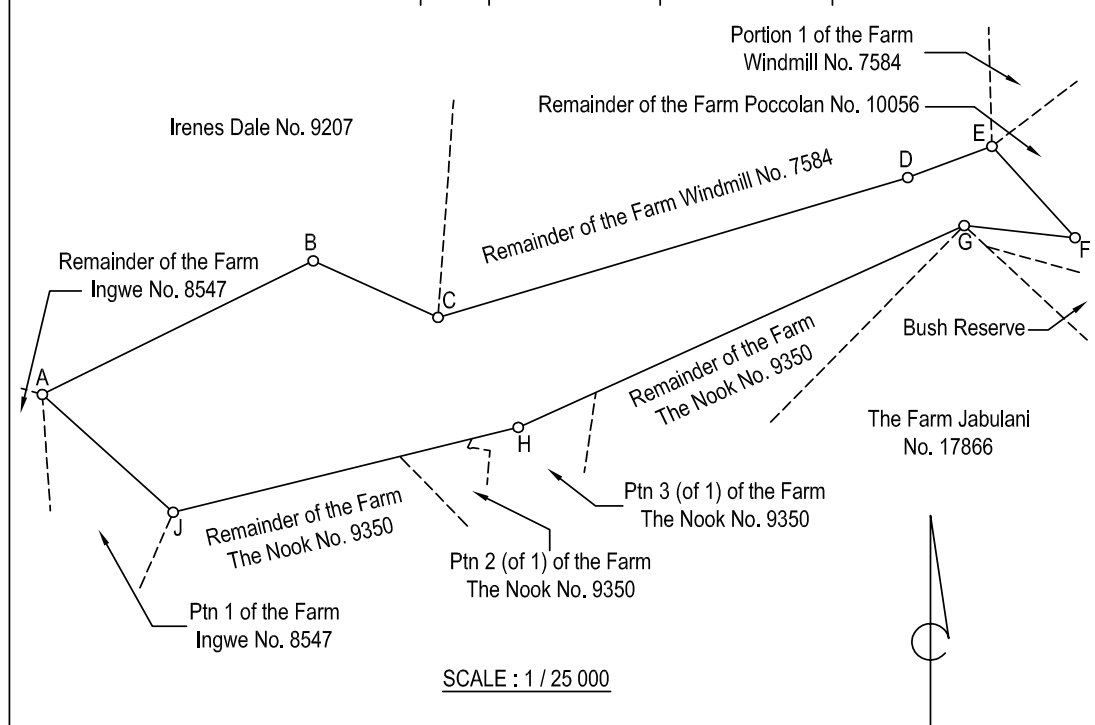 Portion 1 of the Farm
Windmill No. 7584
Remainder of the Farm Poccolan No. 10056
Irenes Dale No. 9207
E
D
Remainder of the Farm Windmill No. 7584
B
G
F
Remainder of the Farm
Ingwe No. 8547
C
Bush Reserve
A
Remainder of the Farm
The Nook No. 9350
The Farm Jabulani
No. 17866
H
J
Remainder of the Farm
The Nook No. 9350
Ptn 3 (of 1) of the Farm
The Nook No. 9350
Ptn 2 (of 1) of the Farm
The Nook No. 9350
Ptn 1 of the Farm
Ingwe No. 8547
SCALE : 1 / 25 000